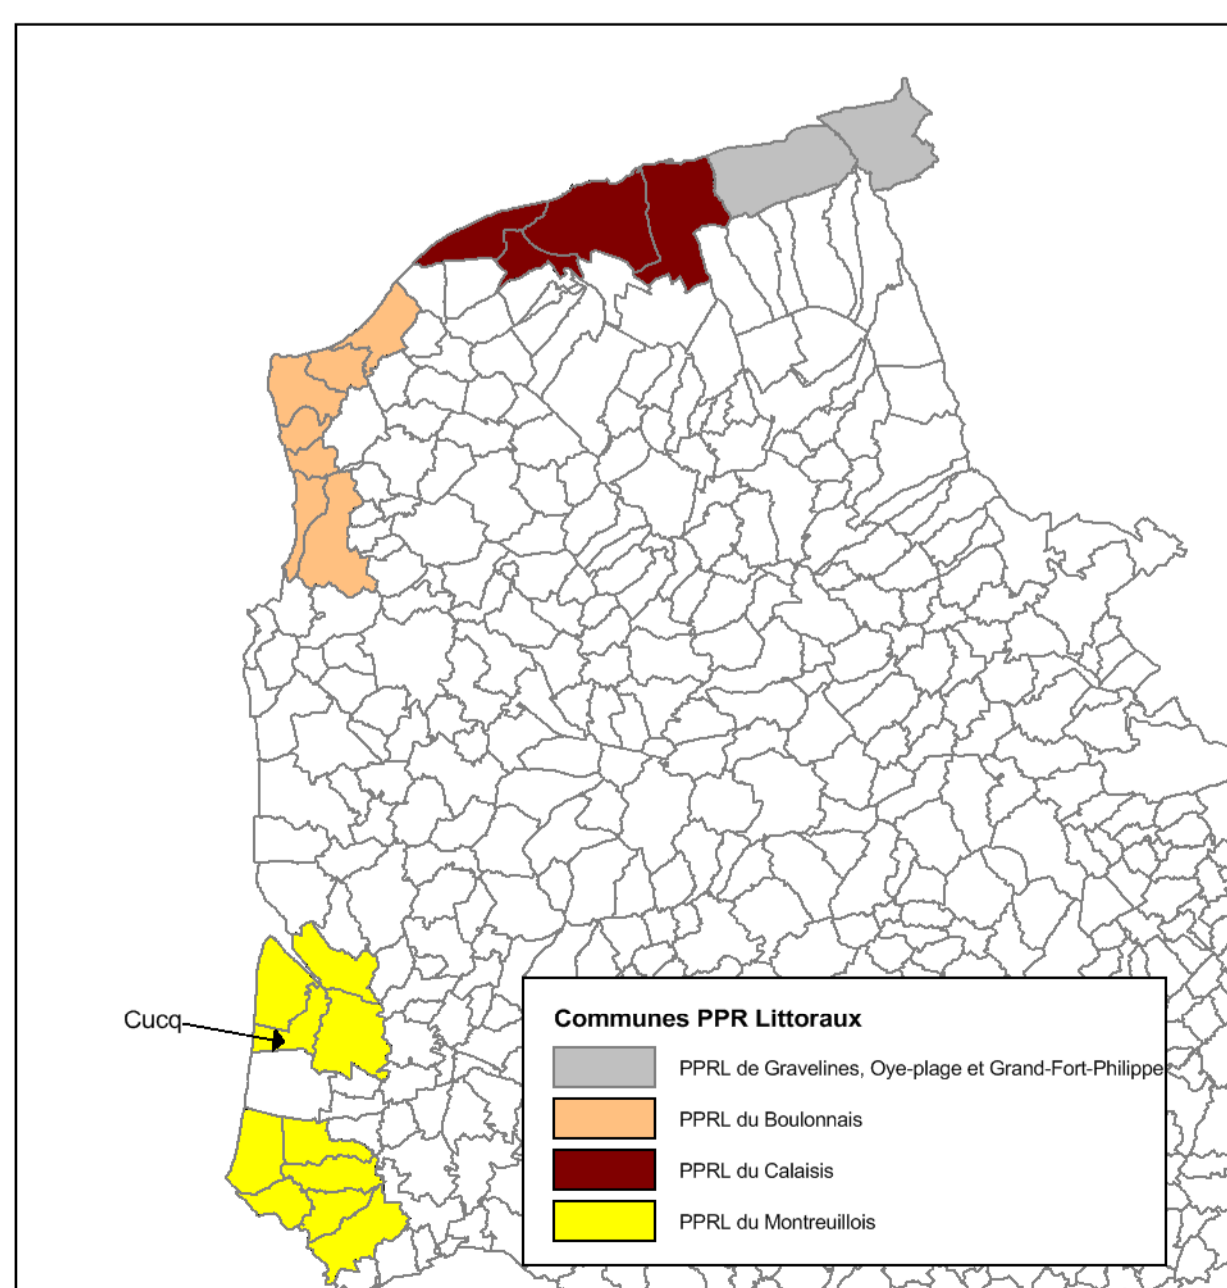 Cucq
Communes PPR Littoraux
PPRL de Gravelines, Oye-plage et Grand-Fort-Philippe
PPRL du Boulonnais
PPRL du Calaisis
PPRL du Montreuillois